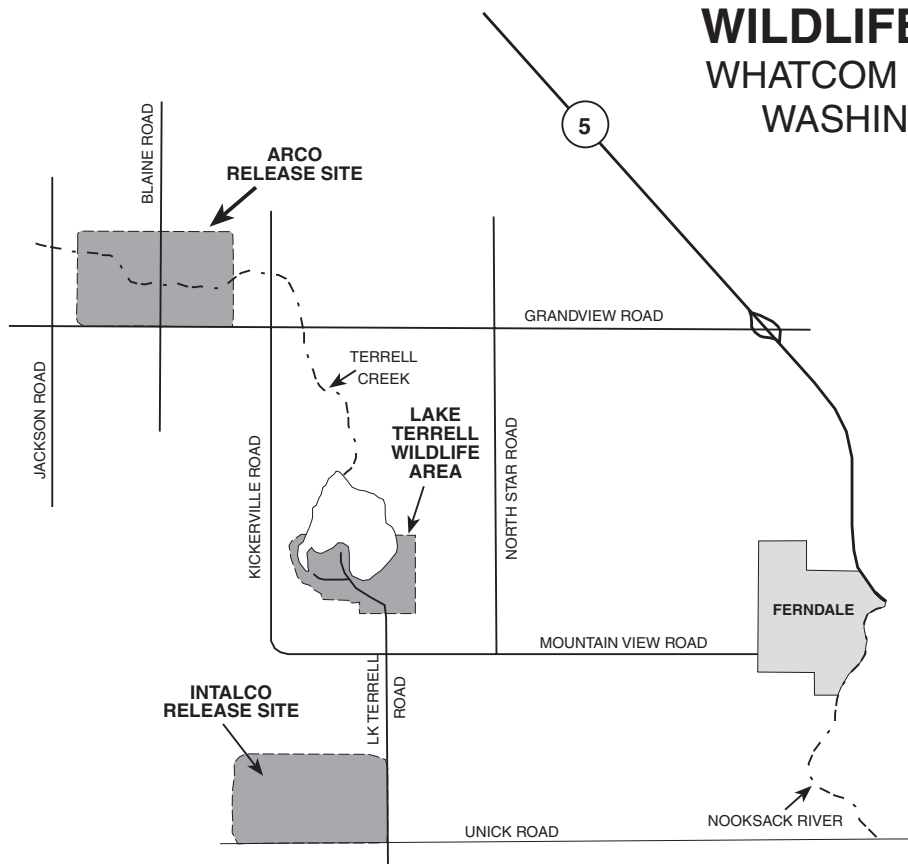 WILDLIFE
WHATCOM
WASHIN
5
BLAINE ROAD
ARCO
RELEASE SITE
JACKSON ROAD
GRANDVIEW ROAD
TERRELL
CREEK
LAKE
TERRELL
WILDLIFE
AREA
KICKERVILLE ROAD
NORTH STAR ROAD
FERNDALE
MOUNTAIN VIEW ROAD
INTALCO
RELEASE SITE
LK TERRELL
ROAD
NOOKSACK RIVER
UNICK ROAD